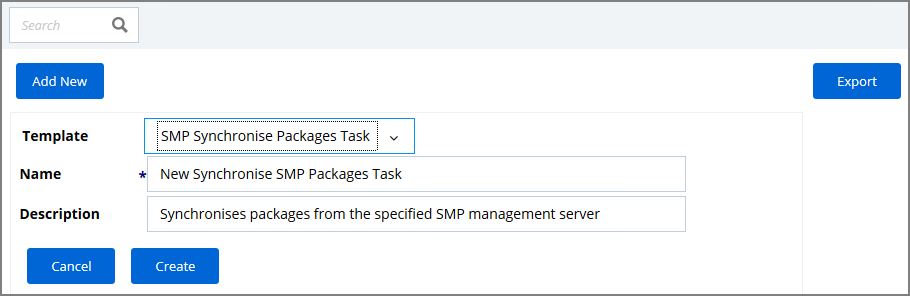 Search
Add New
Export
Template SMP Synchronise Packages Task
Name * New Synchronise SMP Packages Task
Description Synchronises packages from the specified SMP management server
Cancel Create